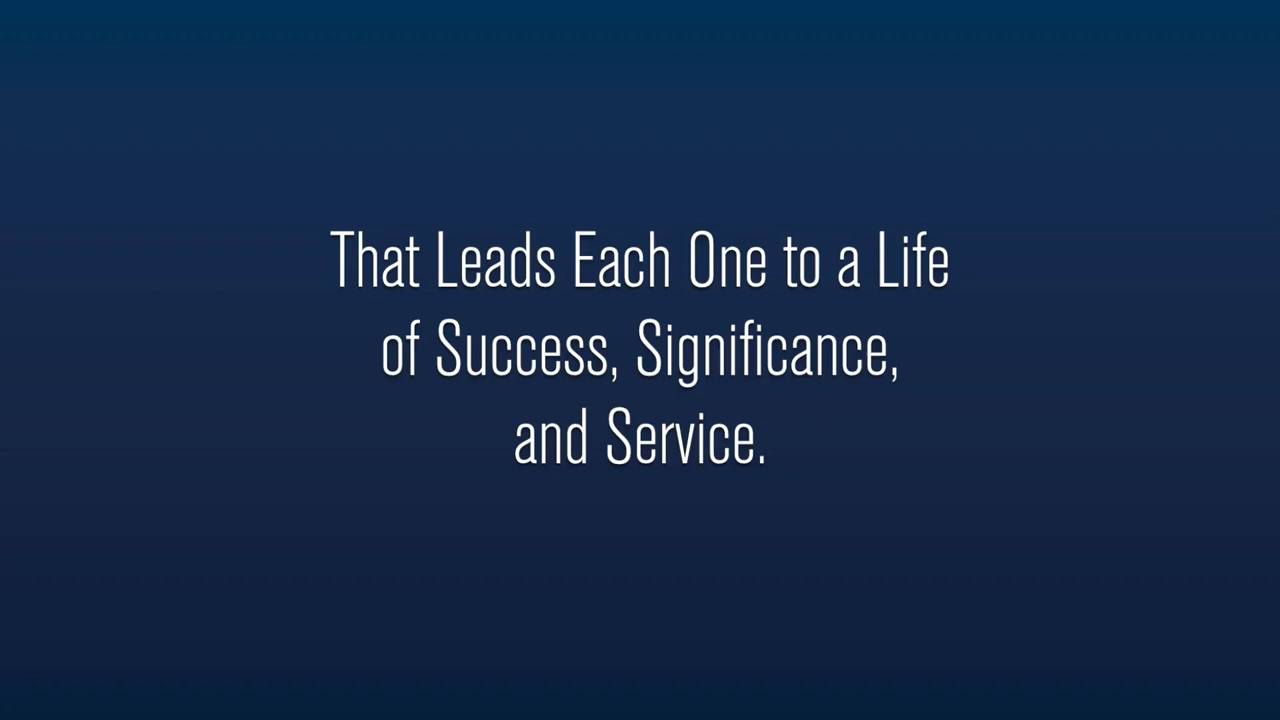 That Leads Each One to a Life
of Success, Significance,
and Service.